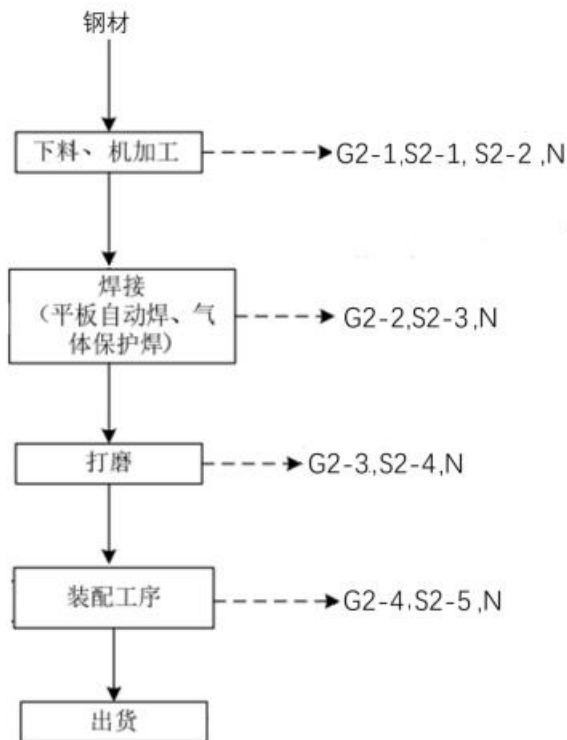 钢材
下料、机加工
G2-1,S2-1, S2-2 ,N
焊接
(平板自动焊、气
体保护焊)
G2-2,S2-3,N
打磨
G2-3,S2-4,N
装配工序
G2-4,S2-5,N
出货